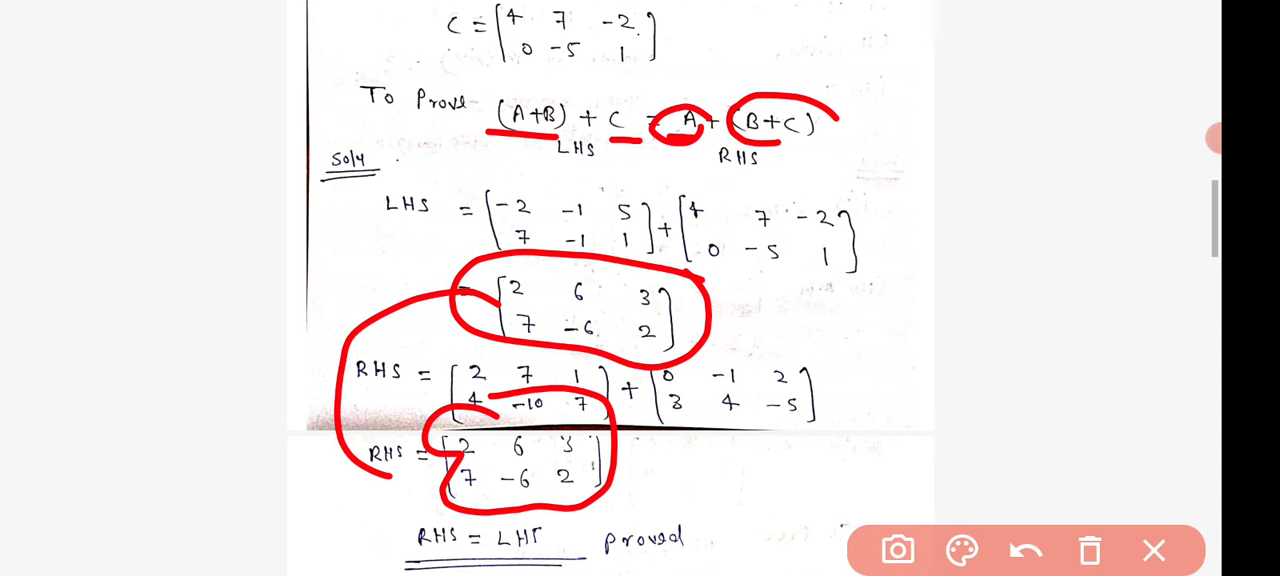 C = [4 7 -2
0 -5 1]
To Prove (A+B) + C = A + (B+C)
LHS RHS
Soln
LHS = [-2 -1 5 + [4 7 -2
7 -1 1] 0 -5 1]
= [2 6 3
7 -6 2]
RHS = [2 7 1 + [0 -1 2
4 -10 7] 3 4 -5]
RHS = [2 6 3
7 -6 2]
RHS = LHS proved